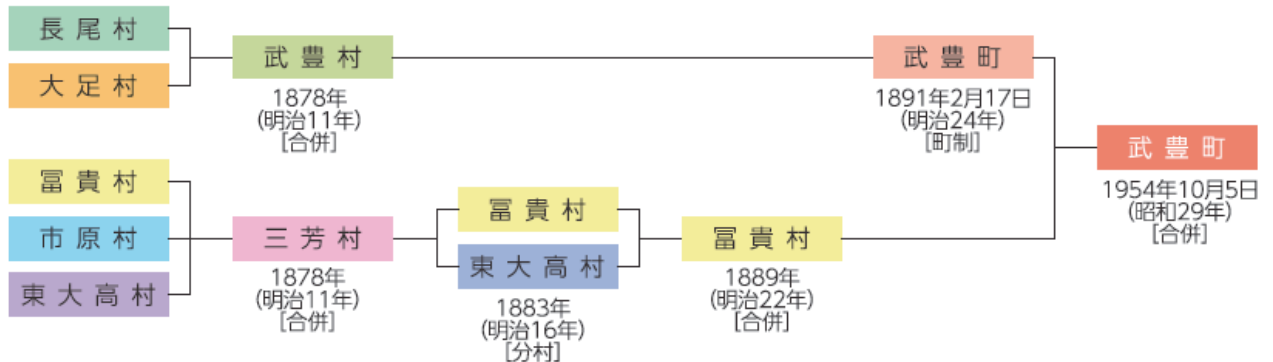 長尾村
大足村
武豊村
1878年
(明治11年)
[合併]
武豊町
1891年2月17日
(明治24年)
[町制]
冨貴村
市原村
東大高村
三芳村
1878年
(明治11年)
[合併]
冨貴村
東大高村
1883年
(明治16年)
[分村]
冨貴村
1889年
(明治22年)
[合併]
武豊町
1954年10月5日
(昭和29年)
[合併]